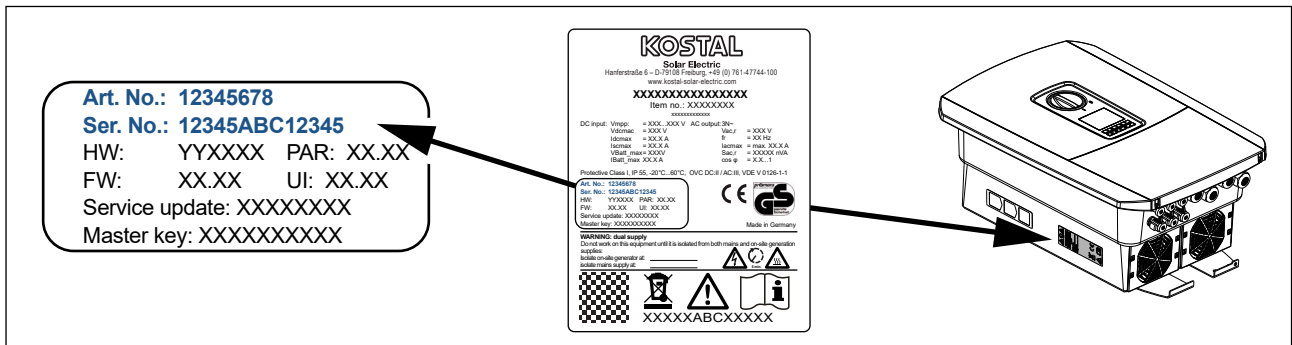 Art. No.: 12345678
Ser. No.: 12345ABC12345
HW: YYXXXX PAR: XX.XX
FW: XX.XX UI: XX.XX
Service update: XXXXXXXX
Master key: XXXXXXXXXX
KOSTAL
Solar Electric
Hanferstraße 6 – D-79108 Freiburg, +49 (0) 761-47744-100
www.kostal-solar-electric.com
XXXXXXXXXXXXXXXX
Item no.: XXXXXXXX
xxxxxxxxxxxxx
DC input: Vmpp: = XXX...XXX V AC output: 3N~
Vdcmac = XXX V Vac,r = XXX V
Idcmax = XX.X A fr = XX Hz
Iscmax = XX.X A Iacmax = max. XX.X A
VBatt_max= XXXV Sac,r = XXXXX nVA
IBatt_max XX.X A cos φ = X.X...1
Protective Class I, IP 55, -20°C...60°C, OVC DC:II / AC:III, VDE V 0126-1-1
Art. No.: 12345678
Ser. No.: 12345ABC12345
HW: YYXXXX PAR: XX.XX
FW: XX.XX UI: XX.XX
Service update: XXXXXXXX
Master key: XXXXXXXXXX
CE
GS
Made in Germany
WARNING: dual supply
Do not work on this equipment until it is isolated from both mains and on-site generation
supplies:
Isolate on-site generator at:
Isolate mains supply at:
XXXXXABCXXXXX